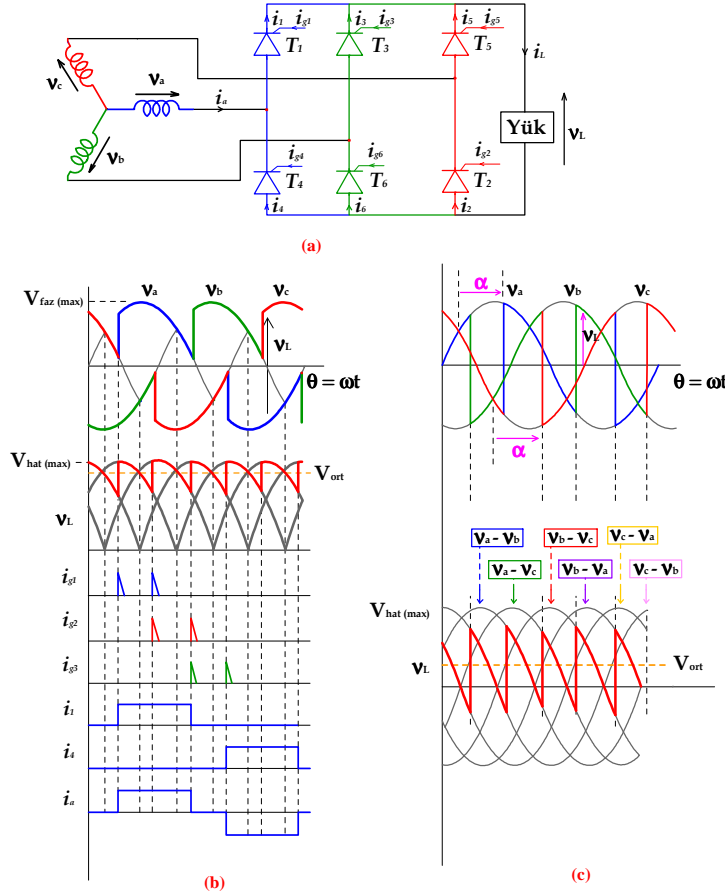 i1 ig1 i3 ig3 i5 ig5
T1 T3 T5
νc νa ia iL
νb Yük νL
ig4 ig6 ig2
T4 T6 T2
i4 i6 i2
(a)
νa νb νc
Vfaz (max)
νL
θ = ωt
Vhat (max)
Vort
νL
ig1
ig2
ig3
i1
i4
ia
(b)
α νa νb νc
νL
θ = ωt
α
νa - νb νb - νc νc - νa
νa - νc νb - νa νc - νb
Vhat (max)
νL Vort
(c)